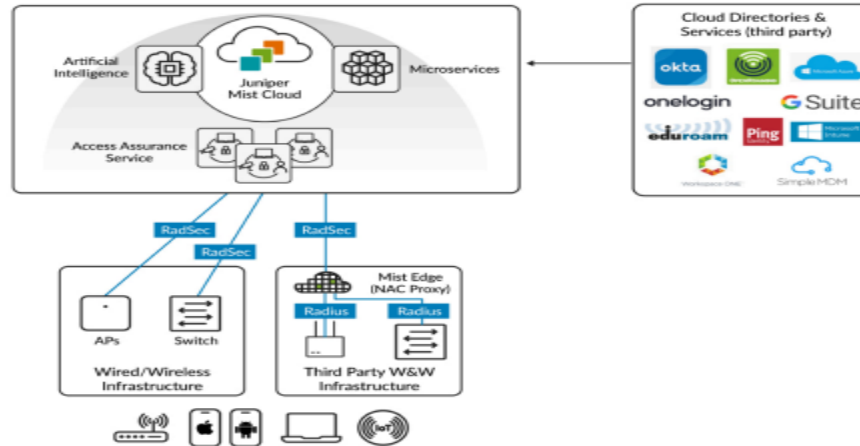 Cloud Directories &
Services (third party)
Artificial
Intelligence
Juniper
Mist Cloud
Microservices
okta
onelogin
G Suite
eduroam
Ping
Microsoft
Intune
Workspace ONE
SimpleMDM
Access Assurance
Service
RadSec
RadSec
RadSec
Mist Edge
(NAC Proxy)
Radius
Radius
APs
Switch
Wired/Wireless
Infrastructure
Third Party W&W
Infrastructure
IoT